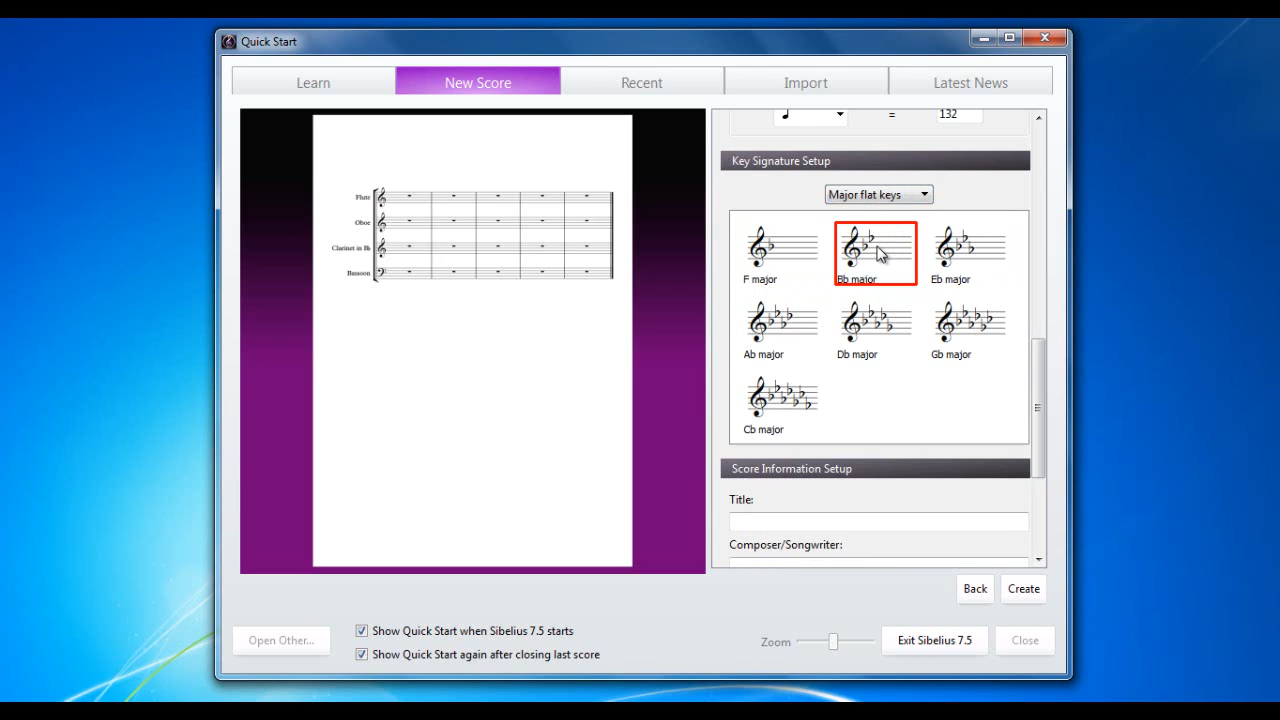 Quick Start
Learn
New Score
Recent
Import
Latest News
= 132
Key Signature Setup
Major flat keys
F major
Bb major
Eb major
Ab major
Db major
Gb major
Cb major
Flute
Oboe
Clarinet in Bb
Bassoon
Score Information Setup
Title:
Composer/Songwriter:
Back
Create
Open Other...
Show Quick Start when Sibelius 7.5 starts
Show Quick Start again after closing last score
Zoom
Exit Sibelius 7.5
Close